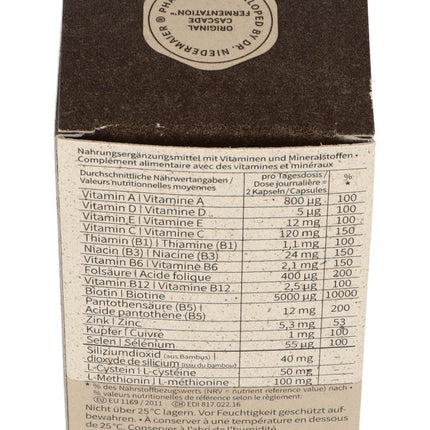 ORIGINAL
CASCADE
FERMENTATION™
BY DR. NIEDERMAIER®
Nahrungsergänzungsmittel mit Vitaminen und Mineralstoffen •
Complément alimentaire avec des vitamines et minéraux
Durchschnittliche Nährwertangaben / Valeurs nutritionnelles moyennes pro Tagesdosis / Dose journalière = 2 Kapseln / Capsules % *
Vitamin A | Vitamine A 800 µg 100
Vitamin D | Vitamine D 5 µg 100
Vitamin E | Vitamine E 12 mg 100
Vitamin C | Vitamine C 120 mg 150
Thiamin (B1) | Thiamine (B1) 1,1 mg 100
Niacin (B3) | Niacine (B3) 24 mg 150
Vitamin B6 | Vitamine B6 2,1 mg 150
Folsäure | Acide folique 400 µg 200
Vitamin B12 | Vitamine B12 2,5 µg 100
Biotin | Biotine 5000 µg 10000
Pantothensäure (B5) |
Acide pantothène (B5) 12 mg 200
Zink | Zinc 5,3 mg 53
Kupfer | Cuivre 1 mg 100
Selen | Sélénium 55 µg 100
Siliziumdioxid (aus Bambus) |
dioxyde de silicium (issu du bambou) 40 mg -
L-Cystein | L-cystéine 50 mg -
L-Methionin | L-méthionine 100 mg -
* % des Nährstoffbezugswerts (NRV = nutrient reference value) nach •
% valeurs nutritionnelles de référence selon le règlement:
EU 1169 / 2011 DPH EDI 817.022.16
Nicht über 25°C lagern. Vor Feuchtigkeit geschützt auf-
bewahren. • À conserver à une température en dessous
de 25°C. Conserver à l'abri de l'humidité.